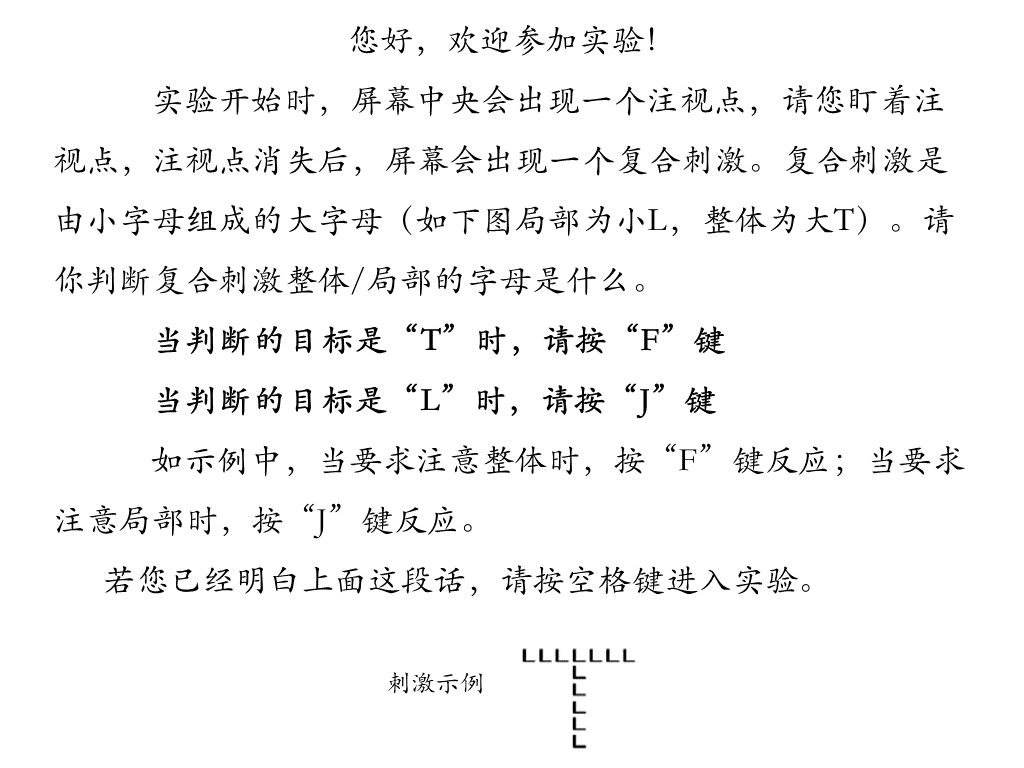 您好，欢迎参加实验！
实验开始时，屏幕中央会出现一个注视点，请您盯着注
视点，注视点消失后，屏幕会出现一个复合刺激。复合刺激是
由小字母组成的大字母（如下图局部为小L，整体为大T）。请
你判断复合刺激整体/局部的字母是什么。
当判断的目标是“T”时，请按“F”键
当判断的目标是“L”时，请按“J”键
如示例中，当要求注意整体时，按“F”键反应；当要求
注意局部时，按“J”键反应。
若您已经明白上面这段话，请按空格键进入实验。
LLLLLLL
L
刺激示例
L
L
L
L